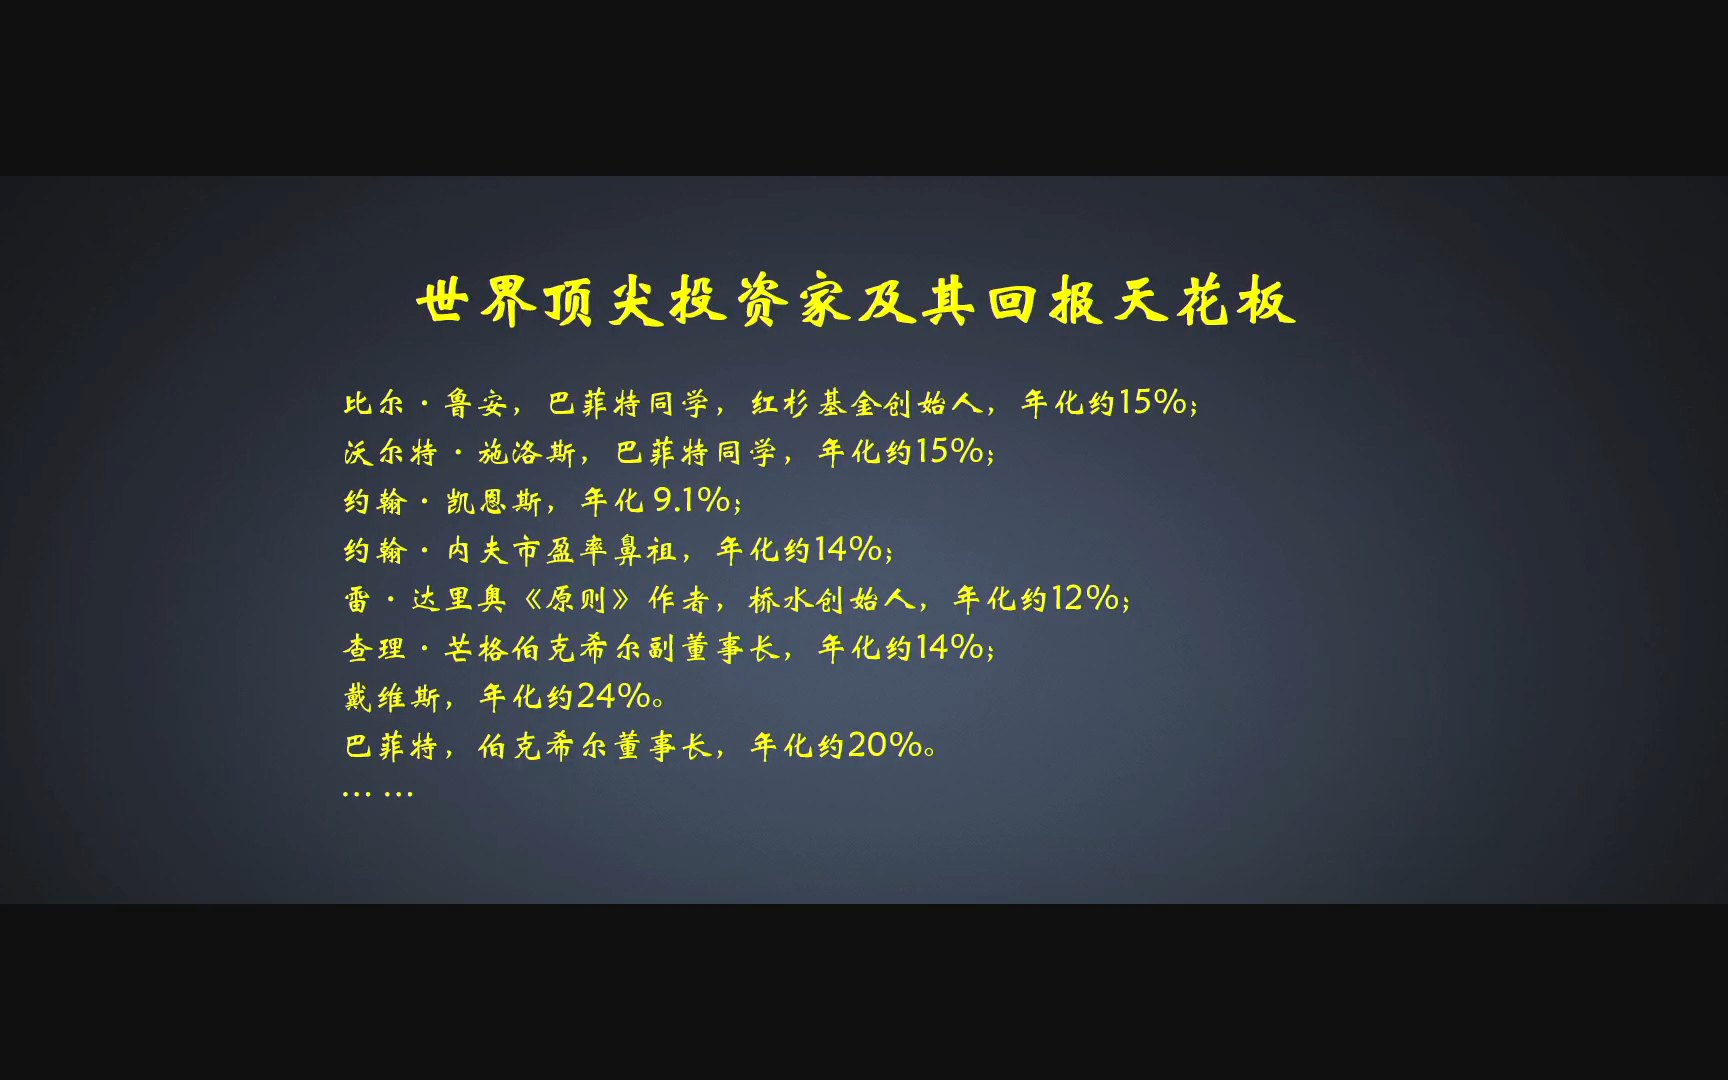 世界顶尖投资家及其回报天花板
比尔·鲁安，巴菲特同学，红杉基金创始人，年化约15%；
沃尔特·施洛斯，巴菲特同学，年化约15%；
约翰·凯恩斯，年化 9.1%；
约翰·内夫市盈率鼻祖，年化约14%；
雷·达里奥《原则》作者，桥水创始人，年化约12%；
查理·芒格伯克希尔副董事长，年化约14%；
戴维斯，年化约24%。
巴菲特，伯克希尔董事长，年化约20%。
… …